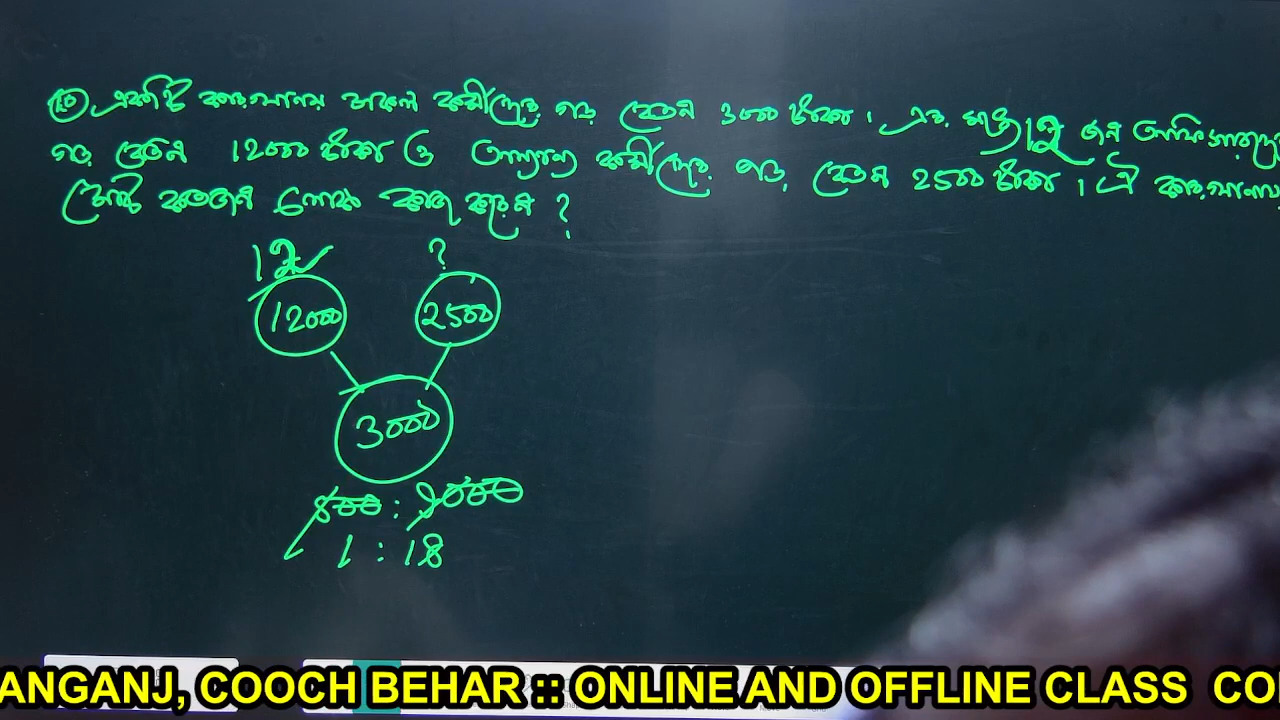 একটি কারখানায় সকল কর্মীদের গড় বেতন 3000 টাকা। এর মধ্যে 12 জন অফিসারদের
গড় বেতন 12000 টাকা ও অন্যান্য কর্মীদের গড় বেতন 2500 টাকা। ঐ কারখানায়
মোট কতজন লোক কাজ করেন ?
12 ?
12000 2500
3000
500 : 9000
1 : 18
ANGANJ, COOCH BEHAR :: ONLINE AND OFFLINE CLASS CO